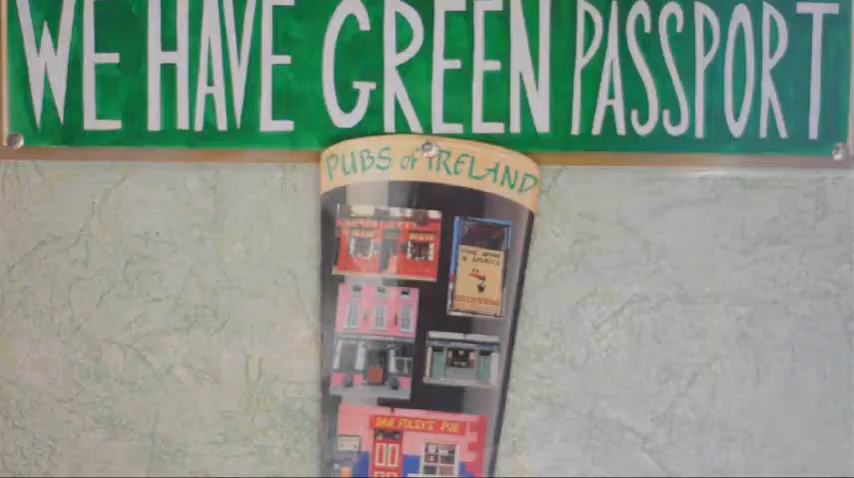 WE HAVE GREEN PASSPORT
PUBS of IRELAND
DAN FOLEY'S PUB